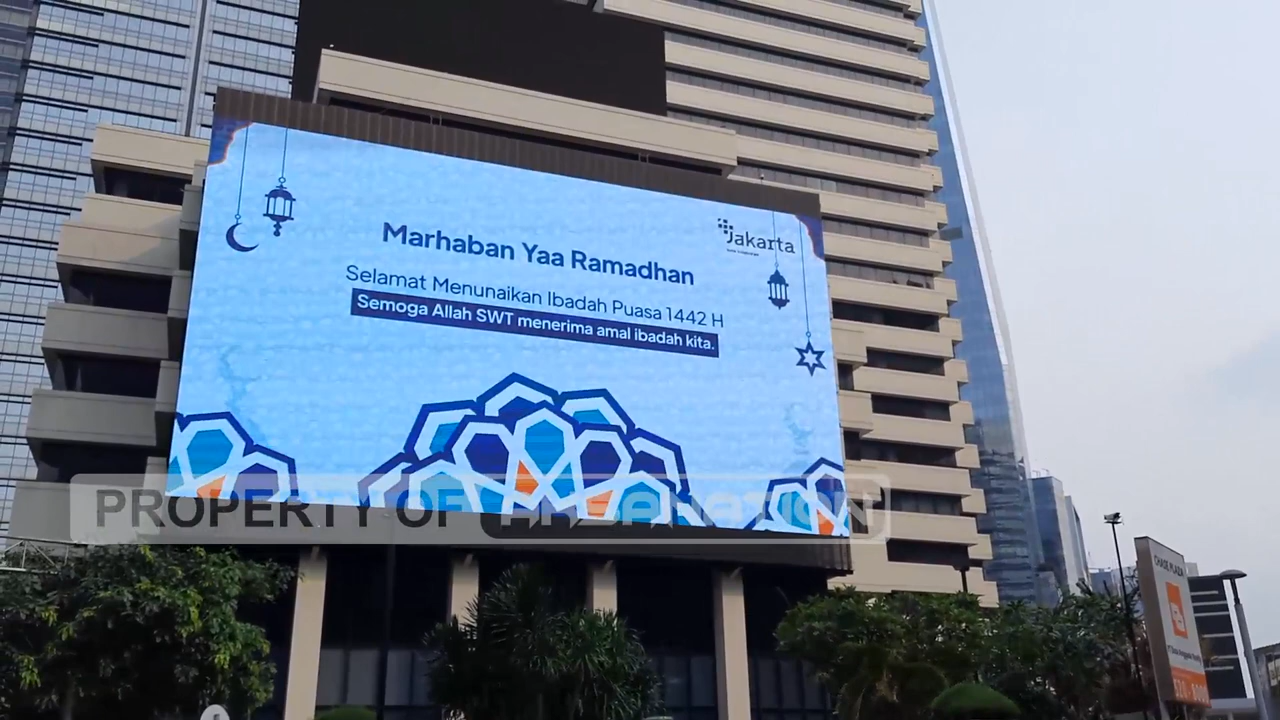 Marhaban Yaa Ramadhan
Selamat Menunaikan Ibadah Puasa 1442 H
Semoga Allah SWT menerima amal ibadah kita.
Jakarta
PROPERTY OF
CHASE PLAZA